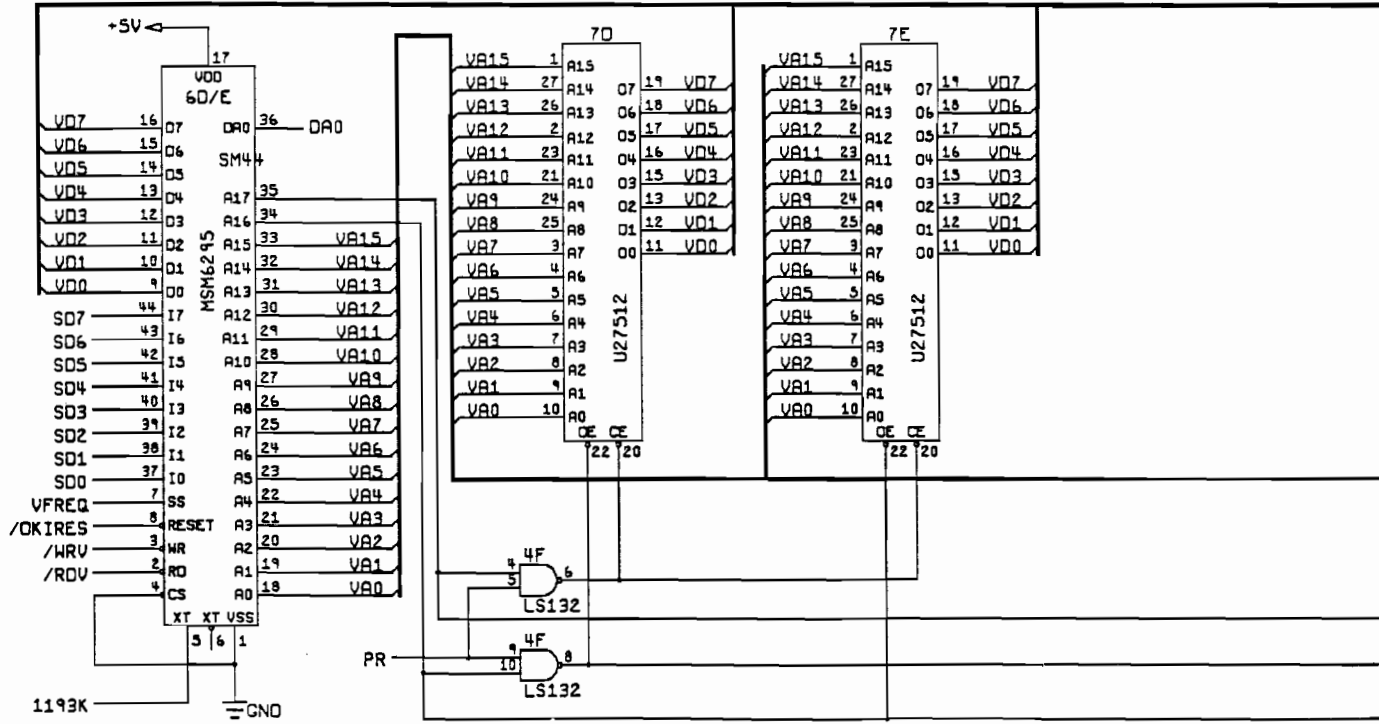 +5V
17
VDD
6D/E
VD7 16 D7 DA0 36 DA0
VD6 15 D6
SM44
VD5 14 D5
VD4 13 D4 A17 35
VD3 12 D3 A16 34
VD2 11 D2 A15 33 VA15
VD1 10 D1 A14 32 VA14
VD0 9 D0 A13 31 VA13
MSM6295
SD7 44 I7 A12 30 VA12
SD6 43 I6 A11 29 VA11
SD5 42 I5 A10 28 VA10
SD4 41 I4 A9 27 VA9
SD3 40 I3 A8 26 VA8
SD2 39 I2 A7 25 VA7
SD1 38 I1 A6 24 VA6
SD0 37 I0 A5 23 VA5
VFREQ 7 SS A4 22 VA4
/OKIRES 8 RESET A3 21 VA3
/WRV 3 WR A2 20 VA2
/RDV 2 RD A1 19 VA1
4 CS A0 18 VA0
XT XT VSS
5 6 1
1193K
GND
7D
VA15 1 A15
VA14 27 A14 O7 19 VD7
VA13 26 A13 O6 18 VD6
VA12 2 A12 O5 17 VD5
VA11 23 A11 O4 16 VD4
VA10 21 A10 O3 15 VD3
VA9 24 A9 O2 13 VD2
VA8 25 A8 O1 12 VD1
VA7 3 A7 O0 11 VD0
VA6 4 A6
VA5 5 A5
VA4 6 A4
VA3 7 A3
VA2 8 A2
VA1 9 A1
VA0 10 A0
U27512
OE CE
22 20
7E
VA15 1 A15
VA14 27 A14 O7 19 VD7
VA13 26 A13 O6 18 VD6
VA12 2 A12 O5 17 VD5
VA11 23 A11 O4 16 VD4
VA10 21 A10 O3 15 VD3
VA9 24 A9 O2 13 VD2
VA8 25 A8 O1 12 VD1
VA7 3 A7 O0 11 VD0
VA6 4 A6
VA5 5 A5
VA4 6 A4
VA3 7 A3
VA2 8 A2
VA1 9 A1
VA0 10 A0
U27512
OE CE
22 20
4F
4
5 6
LS132
4F
PR 9
10 8
LS132